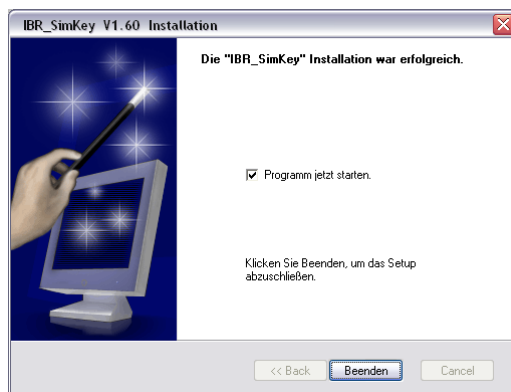 IBR_SimKey V1.60 Installation
Die "IBR_SimKey" Installation war erfolgreich.
Programm jetzt starten.
Klicken Sie Beenden, um das Setup
abzuschließen.
<< Back
Beenden
Cancel